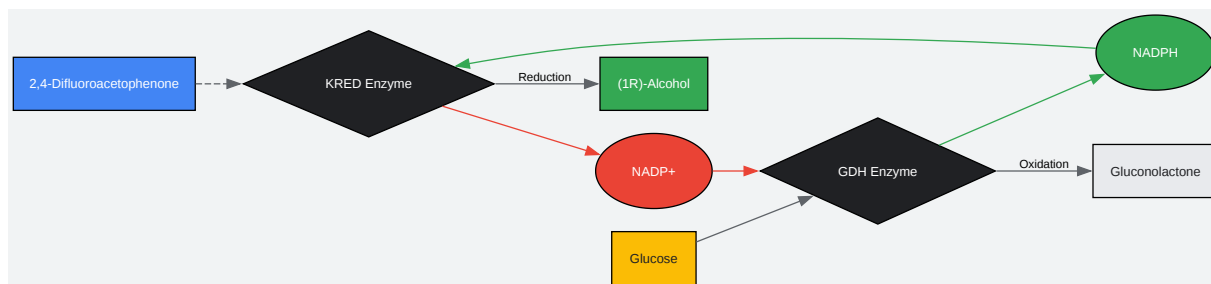 NADPH
2,4-Difluoroacetophenone
KRED Enzyme
Reduction
(1R)-Alcohol
NADP+
GDH Enzyme
Oxidation
Gluconolactone
Glucose